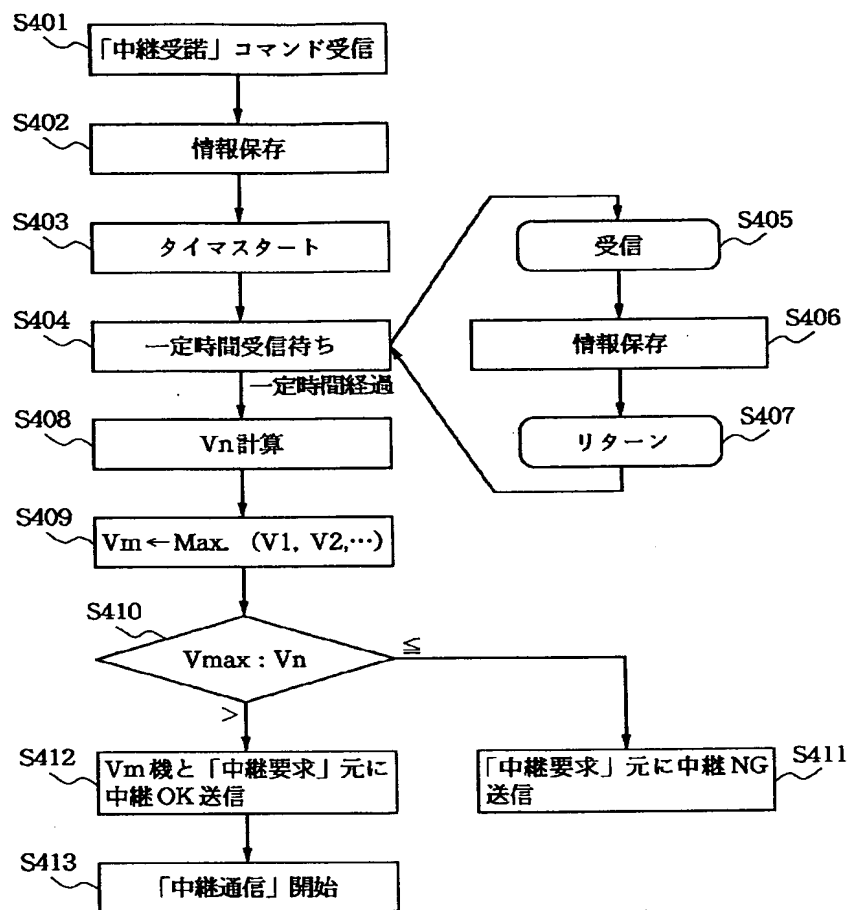 S401
「中継受諾」コマンド受信
S402
情報保存
S403
タイマスタート
S404
一定時間受信待ち
一定時間経過
S405
受信
S406
情報保存
S407
リターン
S408
Vn計算
S409
Vm←Max. (V1, V2,…)
S410
Vmax : Vn
≦
>
S412
Vm機と「中継要求」元に
中継OK送信
S411
「中継要求」元に中継NG
送信
S413
「中継通信」開始